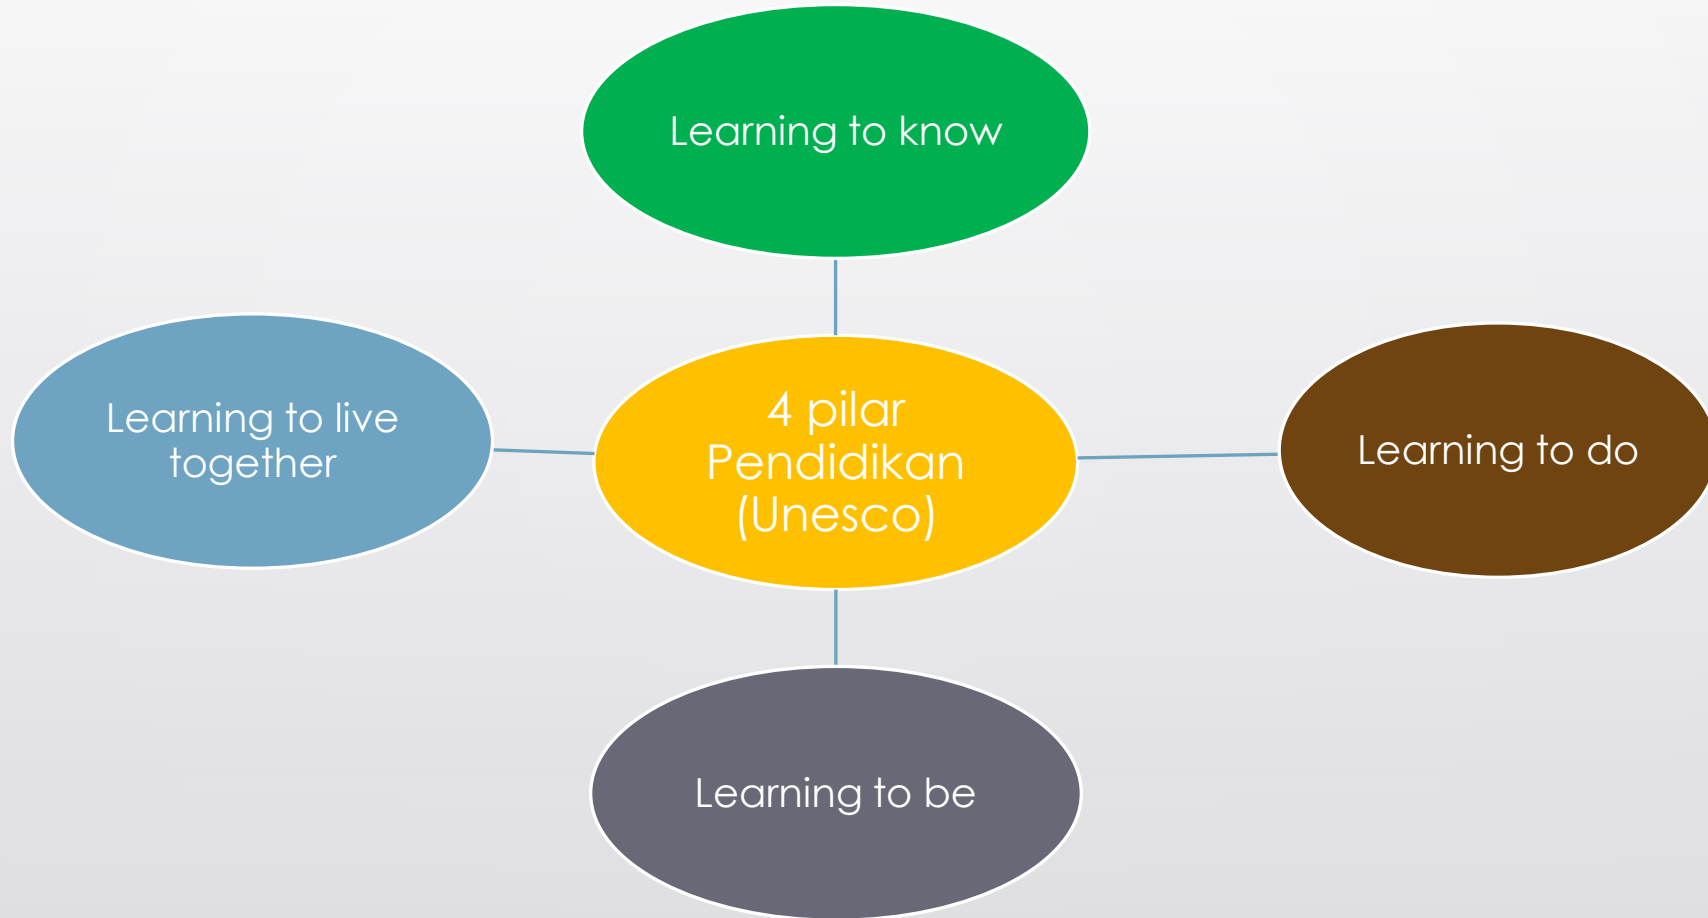 Learning to know
Learning to live
together
4 pilar
Pendidikan
(Unesco)
Learning to do
Learning to be